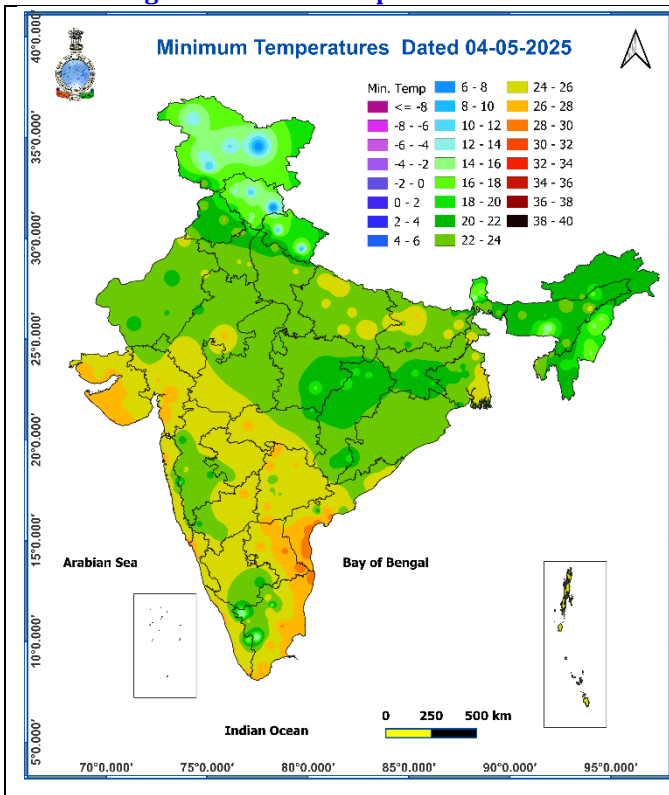 Minimum Temperatures Dated 04-05-2025
Min. Temp
<= -8
-8 - -6
-6 - -4
-4 - -2
-2 - 0
0 - 2
2 - 4
4 - 6
6 - 8
8 - 10
10 - 12
12 - 14
14 - 16
16 - 18
18 - 20
20 - 22
22 - 24
24 - 26
26 - 28
28 - 30
30 - 32
32 - 34
34 - 36
36 - 38
38 - 40
40°0.000'
35°0.000'
30°0.000'
25°0.000'
20°0.000'
15°0.000'
10°0.000'
5°0.000'
Arabian Sea
Bay of Bengal
Indian Ocean
0 250 500 km
70°0.000' 75°0.000' 80°0.000' 85°0.000' 90°0.000' 95°0.000'